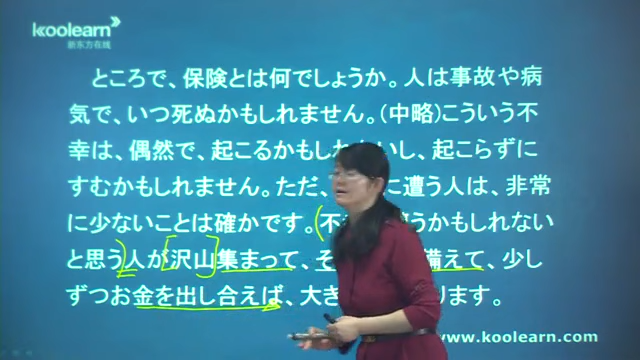 koolearn
新东方在线
ところで、保険とは何でしょうか。人は事故や病
気で、いつ死ぬかもしれません。(中略)こういう不
幸は、偶然で、起こるかもしれないし、起こらずに
すむかもしれません。ただ、に遭う人は、非常
に少ないことは確かです。(不うかもしれない
と思う)人が[沢山]集まって、そ備えて、少し
ずつお金を出し合えば、大きります。
www.koolearn.com